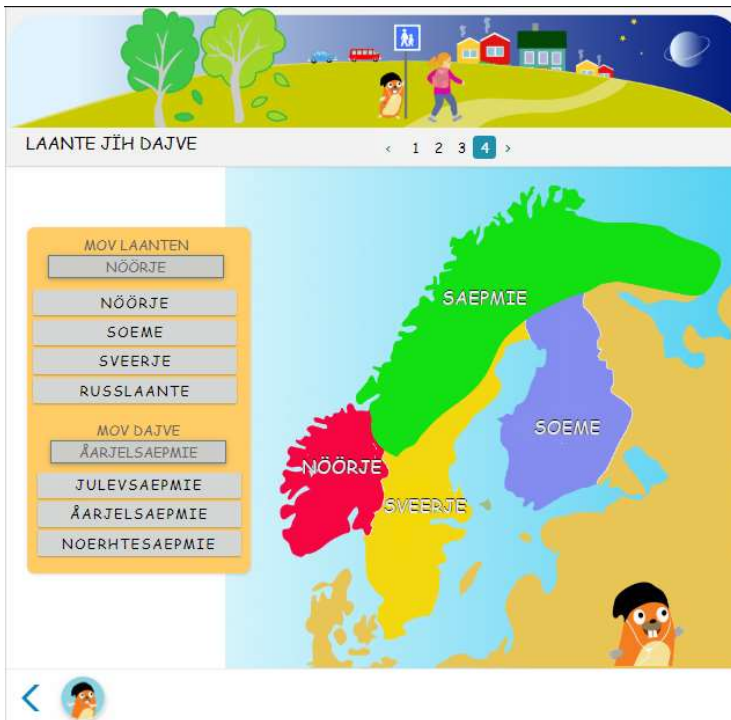 LAANTE JÏH DAJVE
‹ 1 2 3 4 ›
MOV LAANTEN
NÖÖRJE
NÖÖRJE
SOEME
SVEERJE
RUSSLAANTE
MOV DAJVE
ÅARJELSAEPMIE
JULEVSAEPMIE
ÅARJELSAEPMIE
NOERHTESAEPMIE
SAEPMIE
SOEME
NÖÖRJE
SVEERJE